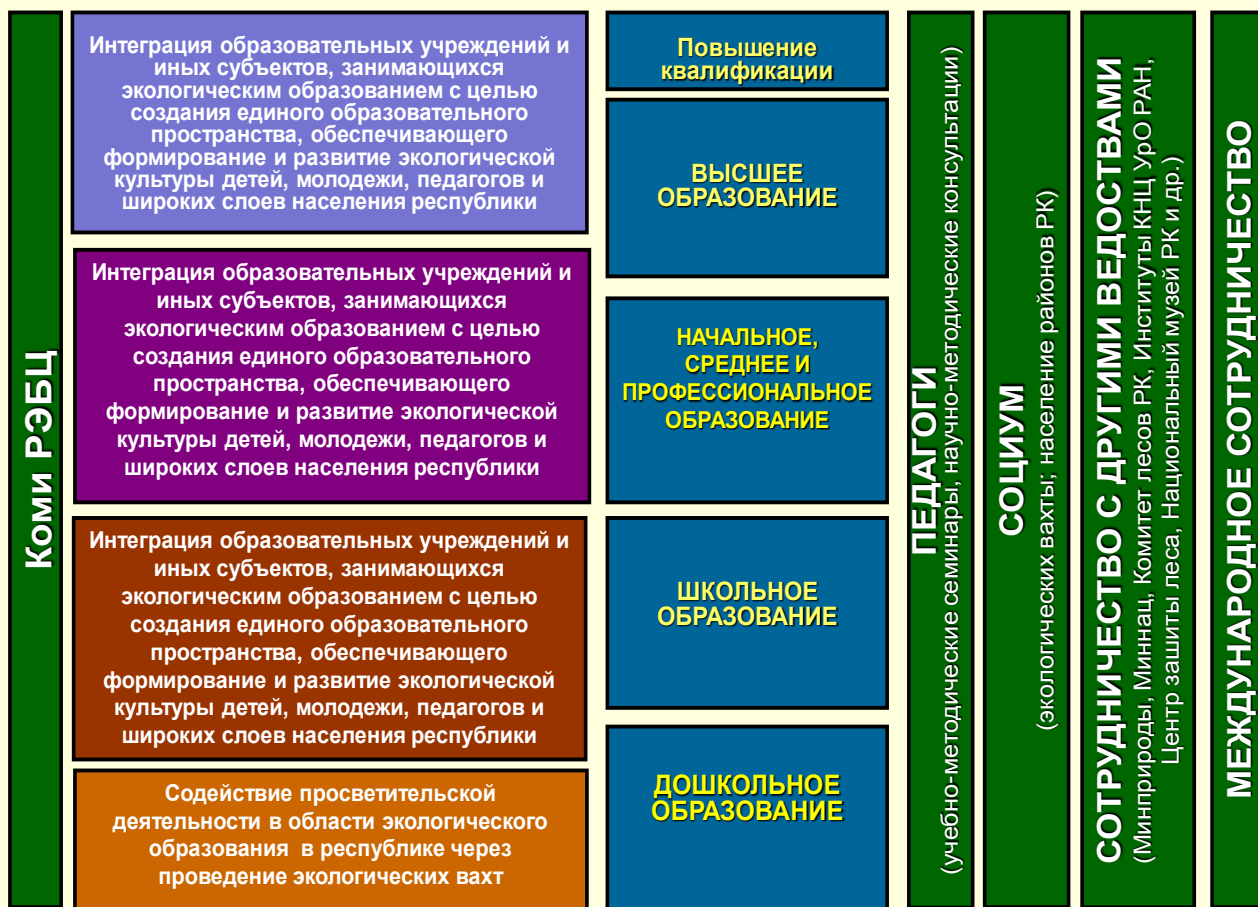 Коми РЭБЦ
Интеграция образовательных учреждений и
иных субъектов, занимающихся
экологическим образованием с целью
создания единого образовательного
пространства, обеспечивающего
формирование и развитие экологической
культуры детей, молодежи, педагогов и
широких слоев населения республики
Интеграция образовательных учреждений и
иных субъектов, занимающихся
экологическим образованием с целью
создания единого образовательного
пространства, обеспечивающего
формирование и развитие экологической
культуры детей, молодежи, педагогов и
широких слоев населения республики
Интеграция образовательных учреждений и
иных субъектов, занимающихся
экологическим образованием с целью
создания единого образовательного
пространства, обеспечивающего
формирование и развитие экологической
культуры детей, молодежи, педагогов и
широких слоев населения республики
Содействие просветительской
деятельности в области экологического
образования в республике через
проведение экологических вахт
Повышение
квалификации
ВЫСШЕЕ
ОБРАЗОВАНИЕ
НАЧАЛЬНОЕ,
СРЕДНЕЕ И
ПРОФЕССИОНАЛЬНОЕ
ОБРАЗОВАНИЕ
ШКОЛЬНОЕ
ОБРАЗОВАНИЕ
ДОШКОЛЬНОЕ
ОБРАЗОВАНИЕ
ПЕДАГОГИ
(учебно-методические семинары, научно-методические консультации)
СОЦИУМ
(экологических вахты; население районов РК)
СОТРУДНИЧЕСТВО С ДРУГИМИ ВЕДОСТВАМИ
(Минприроды, Миннац, Комитет лесов РК, Институты КНЦ УрО РАН,
Центр зашиты леса, Национальный музей РК и др.)
МЕЖДУНАРОДНОЕ СОТРУДНИЧЕСТВО